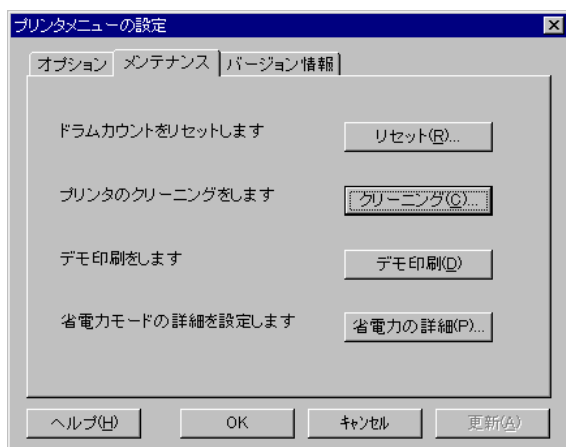 プリンタメニューの設定
オプション メンテナンス バージョン情報
ドラムカウントをリセットします リセット(R)...
プリンタのクリーニングをします クリーニング(C)...
デモ印刷をします デモ印刷(D)
省電力モードの詳細を設定します 省電力の詳細(P)...
ヘルプ(H) OK キャンセル 更新(A)